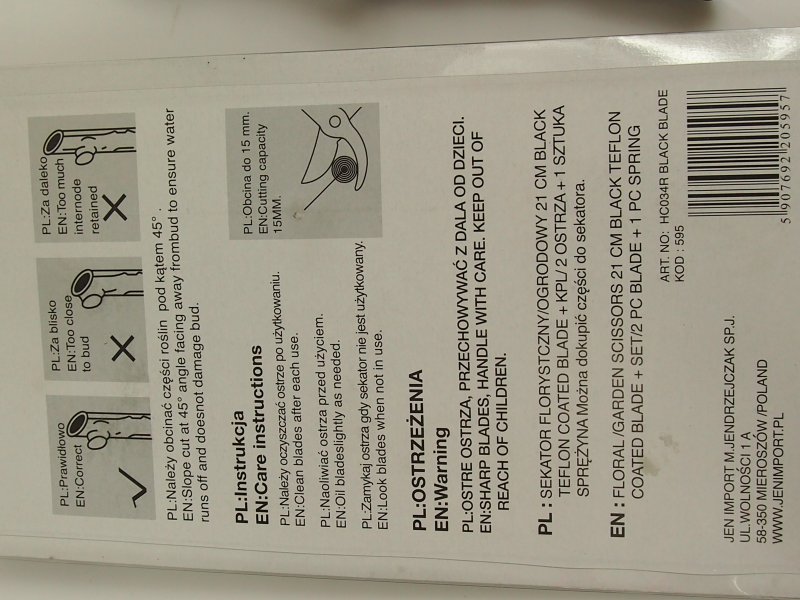 PL:Prawidłowo
EN:Correct
PL:Za blisko
EN:Too close
to bud
PL:Za daleko
EN:Too much
internode
retained
PL:Należy obcinać części roślin pod kątem 45° .
EN:Slope cut at 45° angle facing away frombud to ensure water
runs off and doesnot damage bud.
PL:Instrukcja
EN:Care instructions
PL:Należy oczyszczać ostrze po użytkowaniu.
EN:Clean blades after each use.
PL:Naoliwiać ostrza przed użyciem.
EN:Oil bladeslightly as needed.
PL:Zamykaj ostrza gdy sekator nie jest użytkowany.
EN:Look blades when not in use.
PL:Obcina do 15 mm.
EN:Cutting capacity
15MM.
PL:OSTRZEŻENIA
EN:Warning
PL:OSTRE OSTRZA, PRZECHOWYWAĆ Z DALA OD DZIECI.
EN:SHARP BLADES, HANDLE WITH CARE. KEEP OUT OF
REACH OF CHILDREN.
PL : SEKATOR FLORYSTCZNY/OGRODOWY 21 CM BLACK
TEFLON COATED BLADE + KPL/ 2 OSTRZA + 1 SZTUKA
SPRĘŻYNA Można dokupić części do sekatora.
EN : FLORAL /GARDEN SCISSORS 21 CM BLACK TEFLON
COATED BLADE + SET/2 PC BLADE + 1 PC SPRING
ART. NO: HC034R BLACK BLADE
KOD : 595
5907692205957
JEN IMPORT M.JENDRZEJCZAK SP.J.
UL.WOLNOŚCI 1 A
58-350 MIEROSZÓW /POLAND
WWW.JENIMPORT.PL